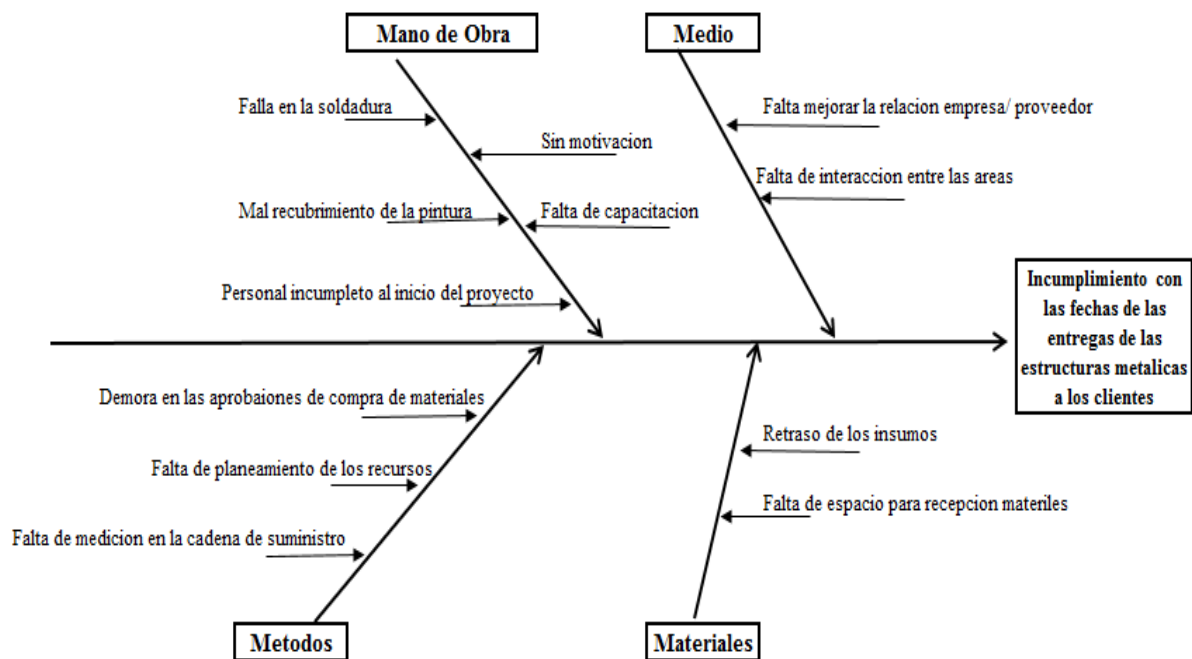 Mano de Obra
Medio
Falla en la soldadura
Sin motivacion
Mal recubrimiento de la pintura
Falta de capacitacion
Personal incumpleto al inicio del proyecto
Falta mejorar la relacion empresa/ proveedor
Falta de interaccion entre las areas
Incumplimiento con
las fechas de las
entregas de las
estructuras metalicas
a los clientes
Demora en las aprobaiones de compra de materiales
Falta de planeamiento de los recursos
Falta de medicion en la cadena de suministro
Retraso de los insumos
Falta de espacio para recepcion materiles
Metodos
Materiales